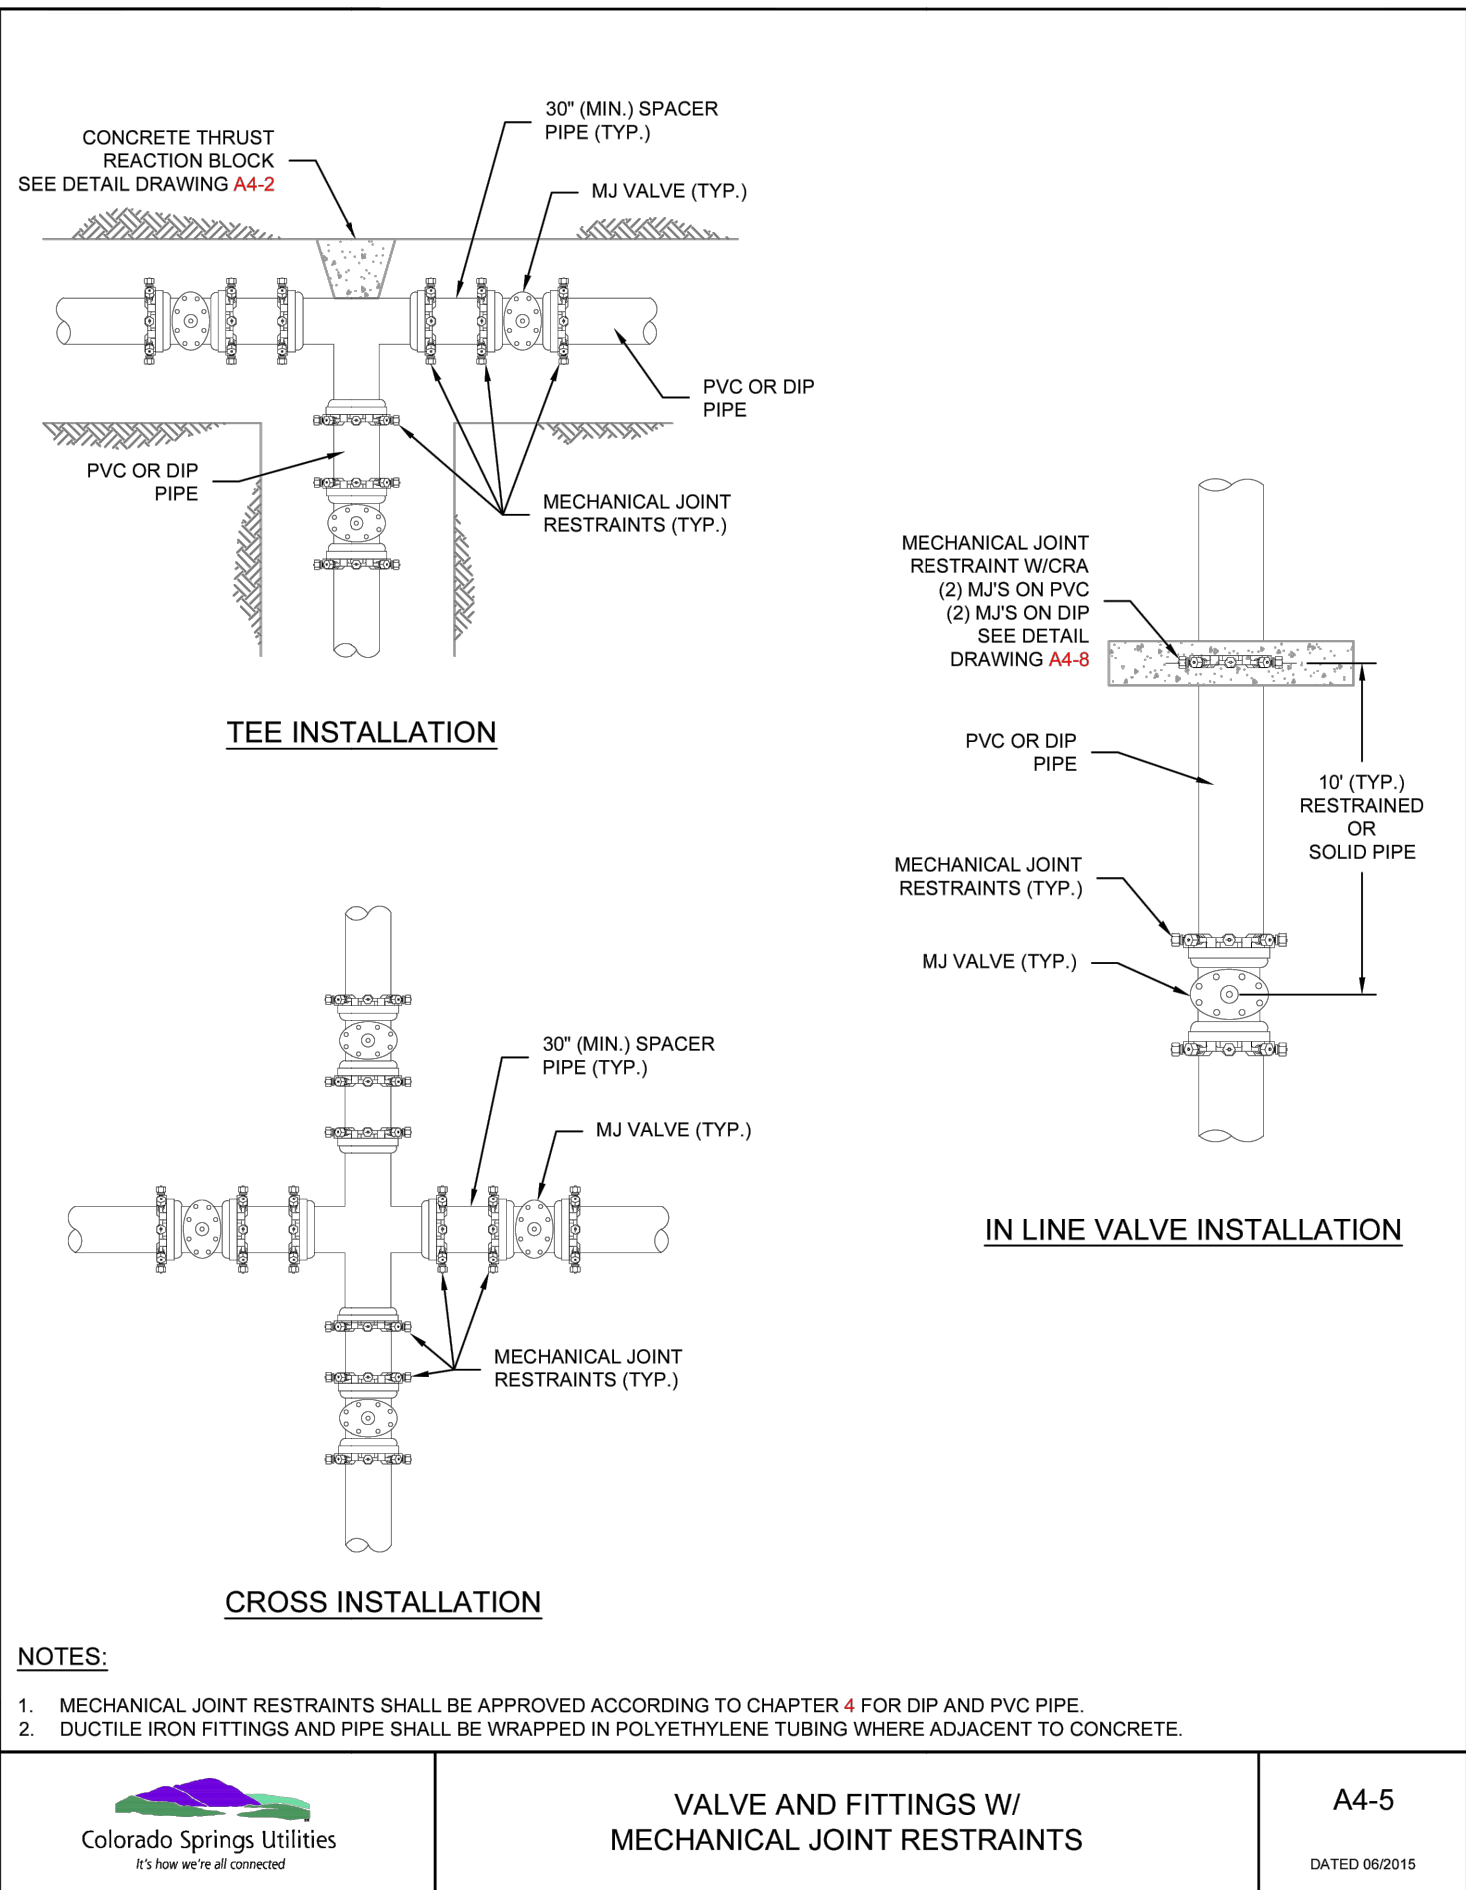 30" (MIN.) SPACER
PIPE (TYP.)
CONCRETE THRUST
REACTION BLOCK
SEE DETAIL DRAWING A4-2
MJ VALVE (TYP.)
PVC OR DIP
PIPE
PVC OR DIP
PIPE
MECHANICAL JOINT
RESTRAINTS (TYP.)
TEE INSTALLATION
MECHANICAL JOINT
RESTRAINT W/CRA
(2) MJ'S ON PVC
(2) MJ'S ON DIP
SEE DETAIL
DRAWING A4-8
PVC OR DIP
PIPE
10' (TYP.)
RESTRAINED
OR
SOLID PIPE
MECHANICAL JOINT
RESTRAINTS (TYP.)
MJ VALVE (TYP.)
IN LINE VALVE INSTALLATION
30" (MIN.) SPACER
PIPE (TYP.)
MJ VALVE (TYP.)
MECHANICAL JOINT
RESTRAINTS (TYP.)
CROSS INSTALLATION
NOTES:
1. MECHANICAL JOINT RESTRAINTS SHALL BE APPROVED ACCORDING TO CHAPTER 4 FOR DIP AND PVC PIPE.
2. DUCTILE IRON FITTINGS AND PIPE SHALL BE WRAPPED IN POLYETHYLENE TUBING WHERE ADJACENT TO CONCRETE.
Colorado Springs Utilities
It's how we're all connected
VALVE AND FITTINGS W/
MECHANICAL JOINT RESTRAINTS
A4-5
DATED 06/2015